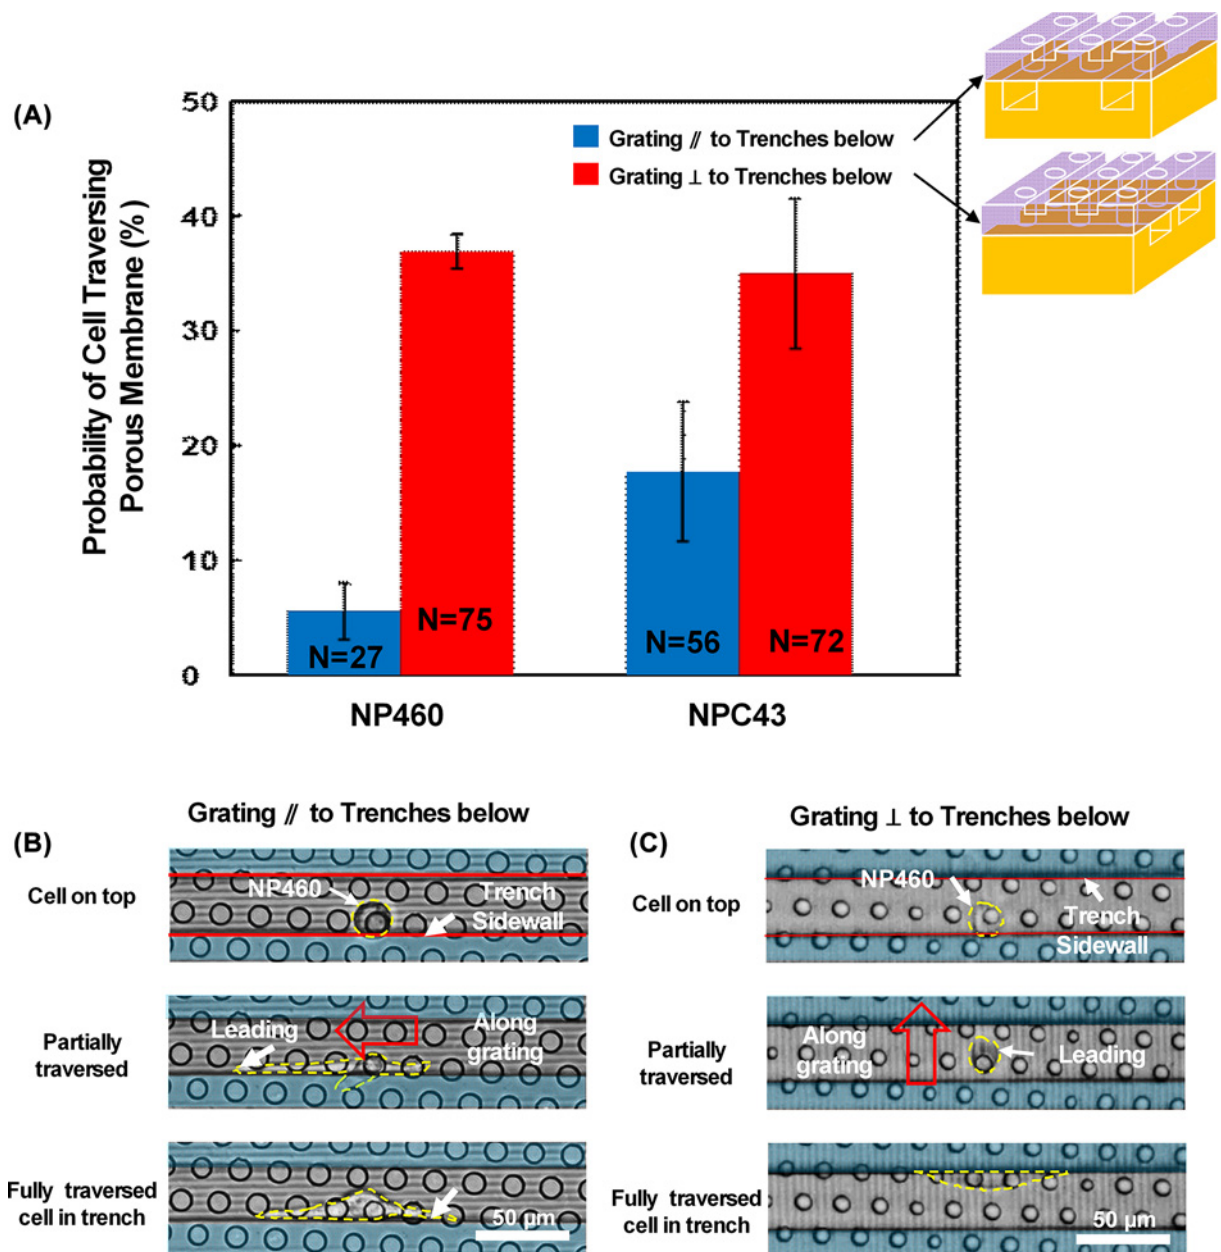 (A)
50
40
30
20
10
0
Probability of Cell Traversing
Porous Membrane (%)
Grating // to Trenches below
Grating ⊥ to Trenches below
N=27
N=75
N=56
N=72
NP460
NPC43
Grating // to Trenches below
(B)
Cell on top
NP460
Trench
Sidewall
Partially
traversed
Leading
Along
grating
Fully traversed
cell in trench
50 µm
Grating ⊥ to Trenches below
(C)
Cell on top
NP460
Trench
Sidewall
Partially
traversed
Along
grating
Leading
Fully traversed
cell in trench
50 µm